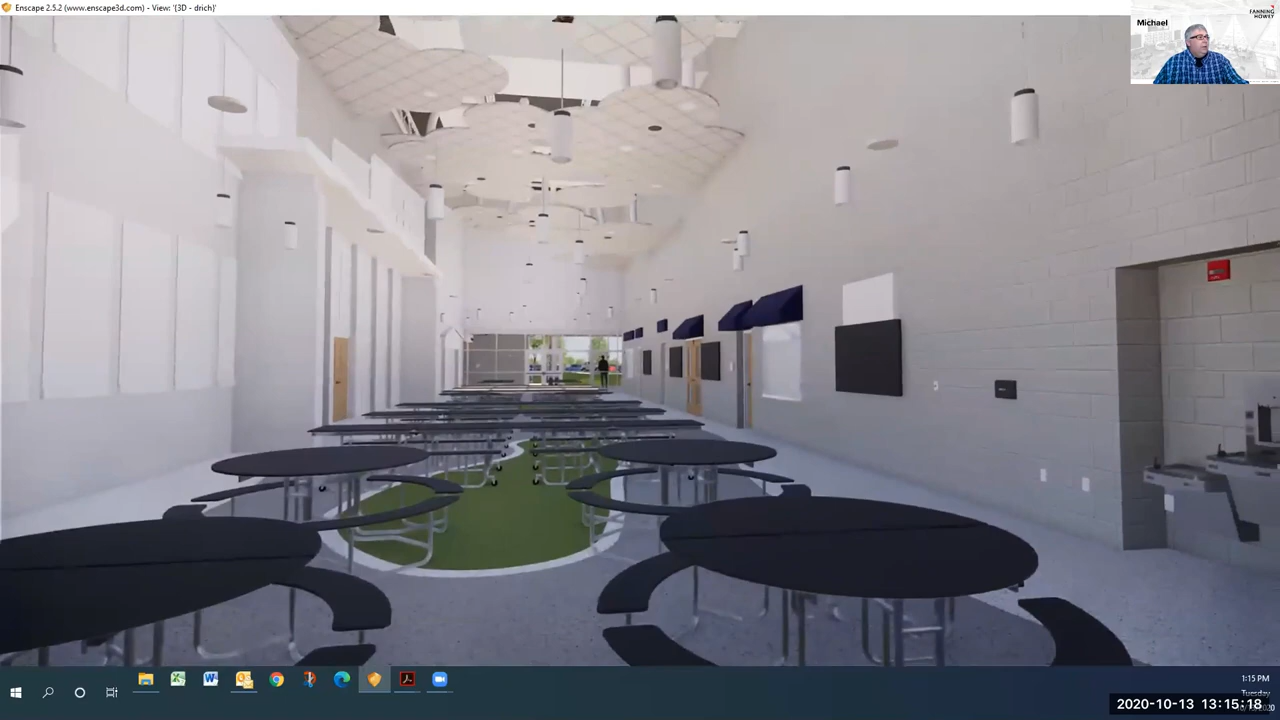 Enscape 2.5.2 (www.enscape3d.com) - View: '{3D - drich}'
Michael
FANNING
HOWEY
1:15 PM
Tuesday
2020-10-13 13:15:18